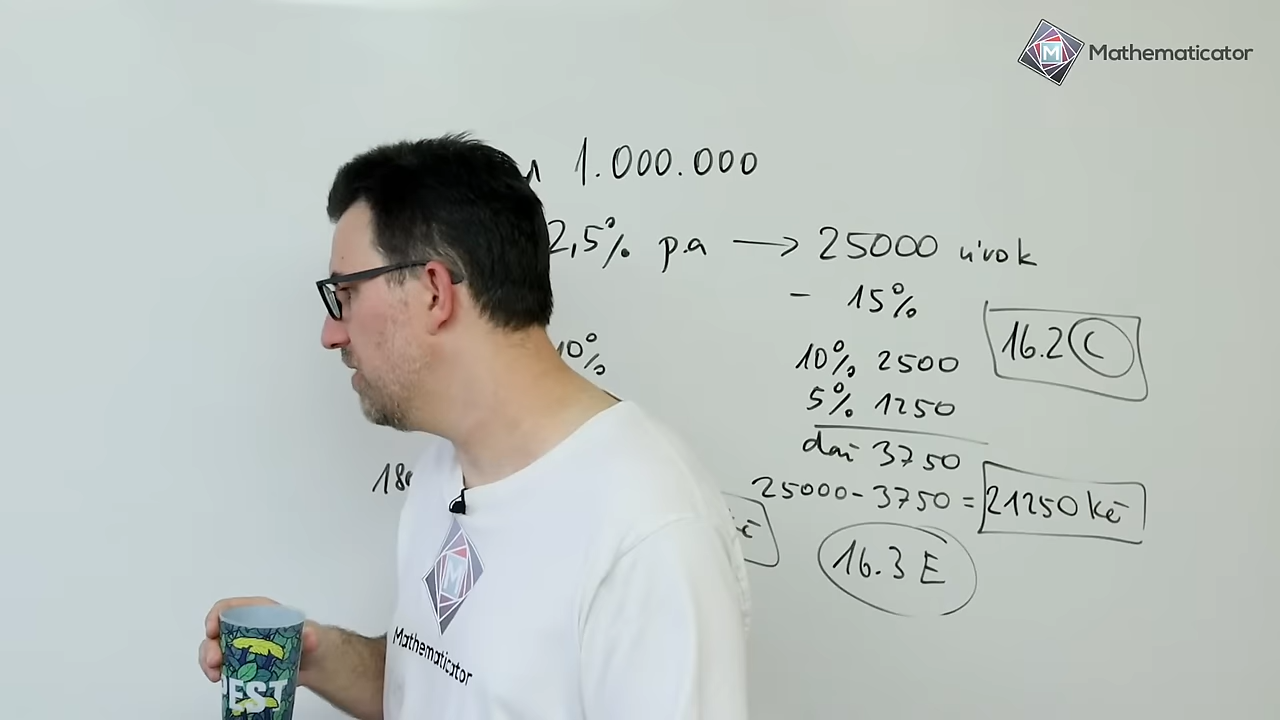 Mathematicator
1.000.000
2,5% p.a → 25000 úrok
- 15%
16.2 C
10%
10% 2500
5% 1250
daň 3750
25000 - 3750 = 21250 kč
16.3 E
M
Mathematicator